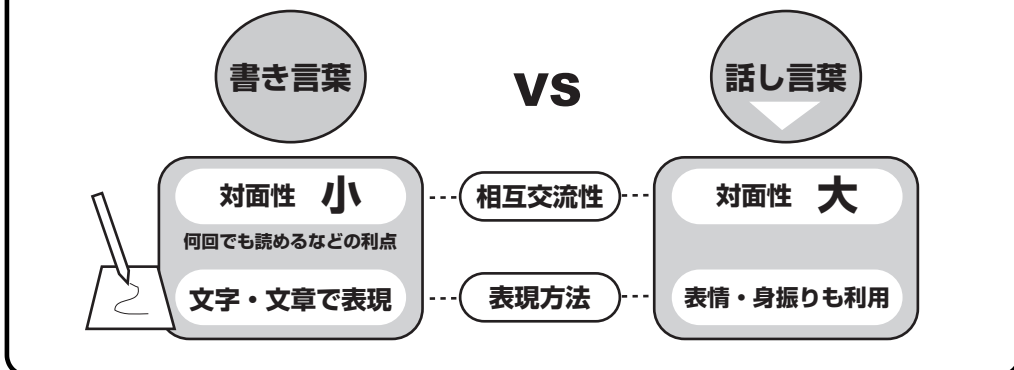 書き言葉 VS 話し言葉
対面性 小 相互交流性 対面性 大
何回でも読めるなどの利点
文字・文章で表現 表現方法 表情・身振りも利用